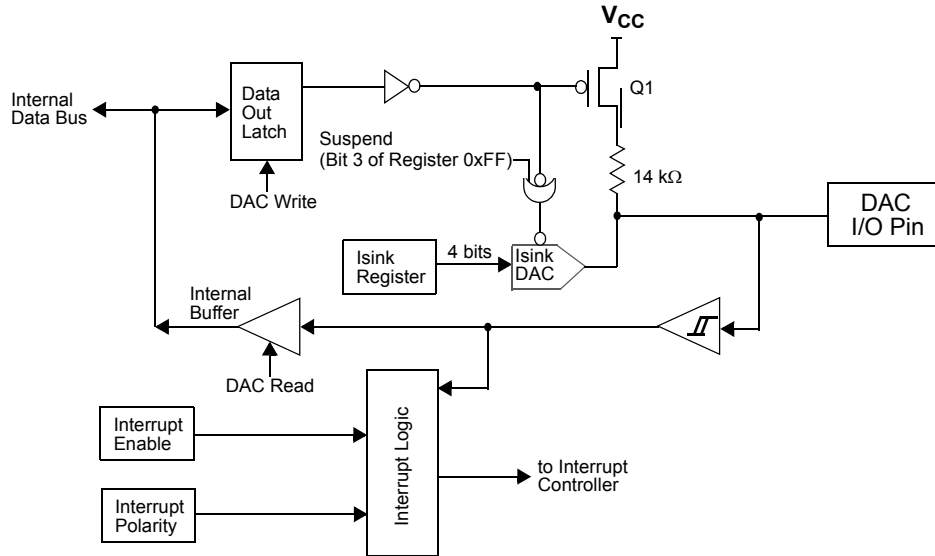 VCC
Internal
Data Bus
Data
Out
Latch
Q1
Suspend
(Bit 3 of Register 0xFF)
14 kΩ
DAC Write
DAC
I/O Pin
Isink
Register
4 bits
Isink
DAC
Internal
Buffer
DAC Read
Interrupt
Enable
Interrupt Logic
to Interrupt
Controller
Interrupt
Polarity